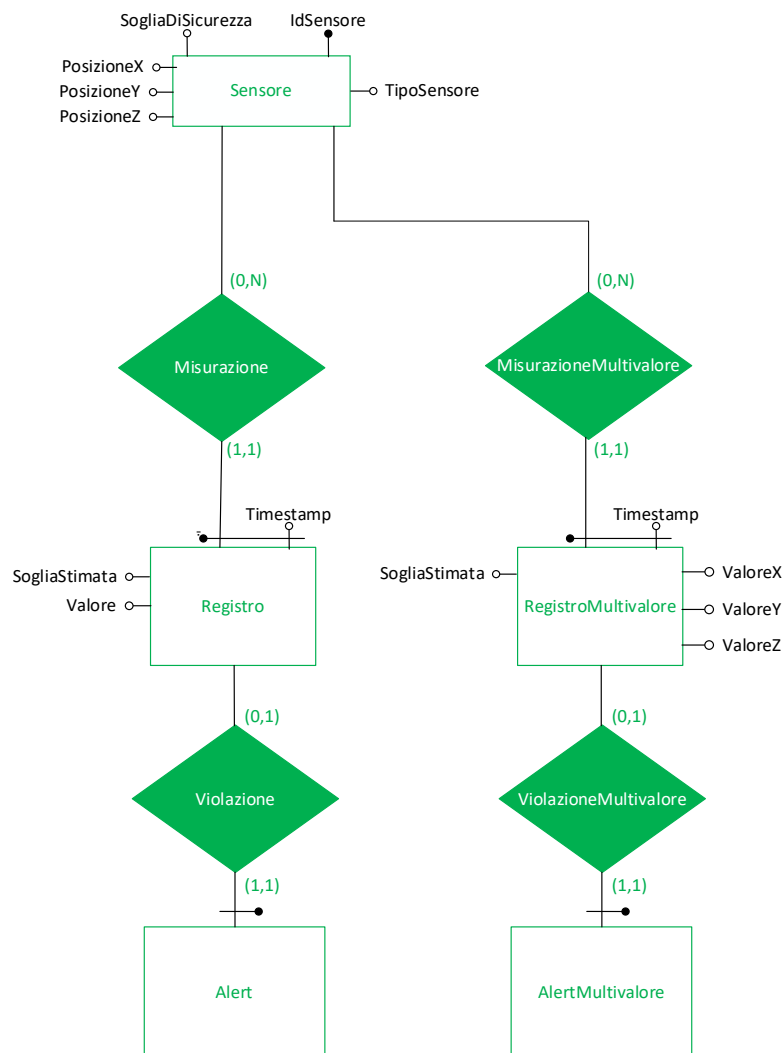 SogliaDiSicurezza
IdSensore
PosizioneX
PosizioneY
PosizioneZ
Sensore
TipoSensore
(0,N)
(0,N)
Misurazione
MisurazioneMultivalore
(1,1)
(1,1)
Timestamp
Timestamp
SogliaStimata
Valore
Registro
SogliaStimata
RegistroMultivalore
ValoreX
ValoreY
ValoreZ
(0,1)
(0,1)
Violazione
ViolazioneMultivalore
(1,1)
(1,1)
Alert
AlertMultivalore